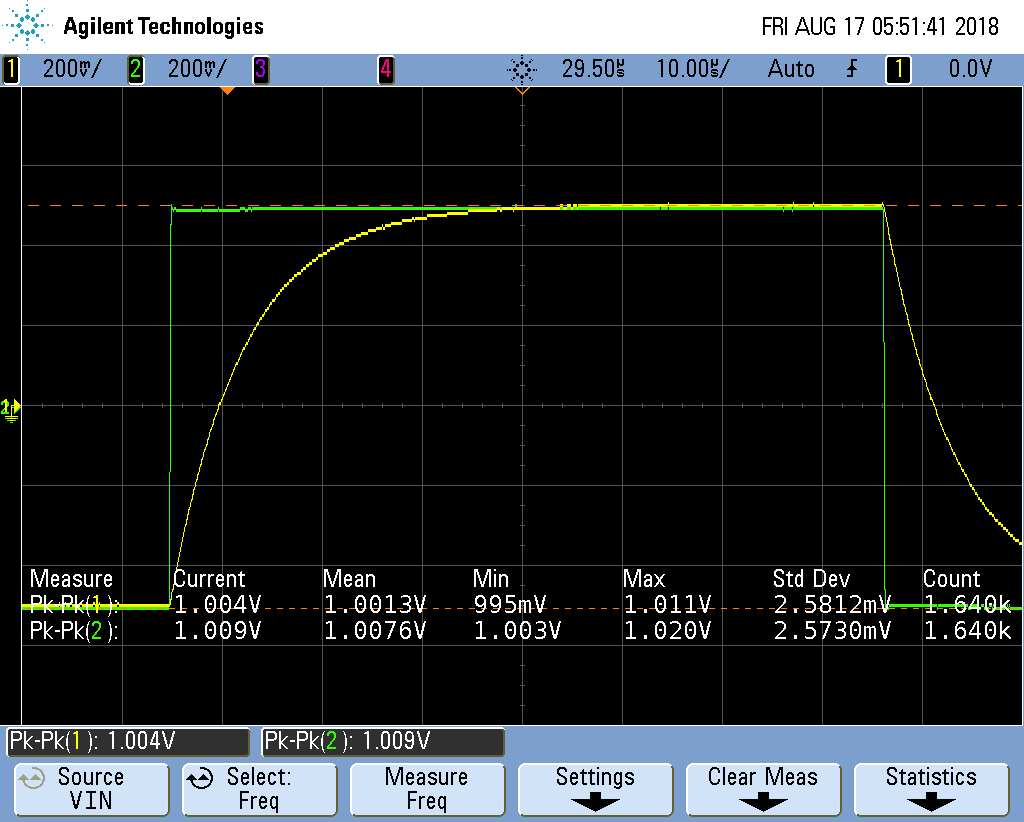 Agilent Technologies
FRI AUG 17 05:51:41 2018
1 200mV/ 2 200mV/ 3 4 29.50us 10.00us/ Auto 1 0.0V
2
Measure Current Mean Min Max Std Dev Count
Pk-Pk(1): 1.004V 1.0013V 995mV 1.011V 2.5812mV 1.640k
Pk-Pk(2): 1.009V 1.0076V 1.003V 1.020V 2.5730mV 1.640k
Pk-Pk(1): 1.004V Pk-Pk(2): 1.009V
Source
VIN
Select:
Freq
Measure
Freq
Settings
Clear Meas
Statistics